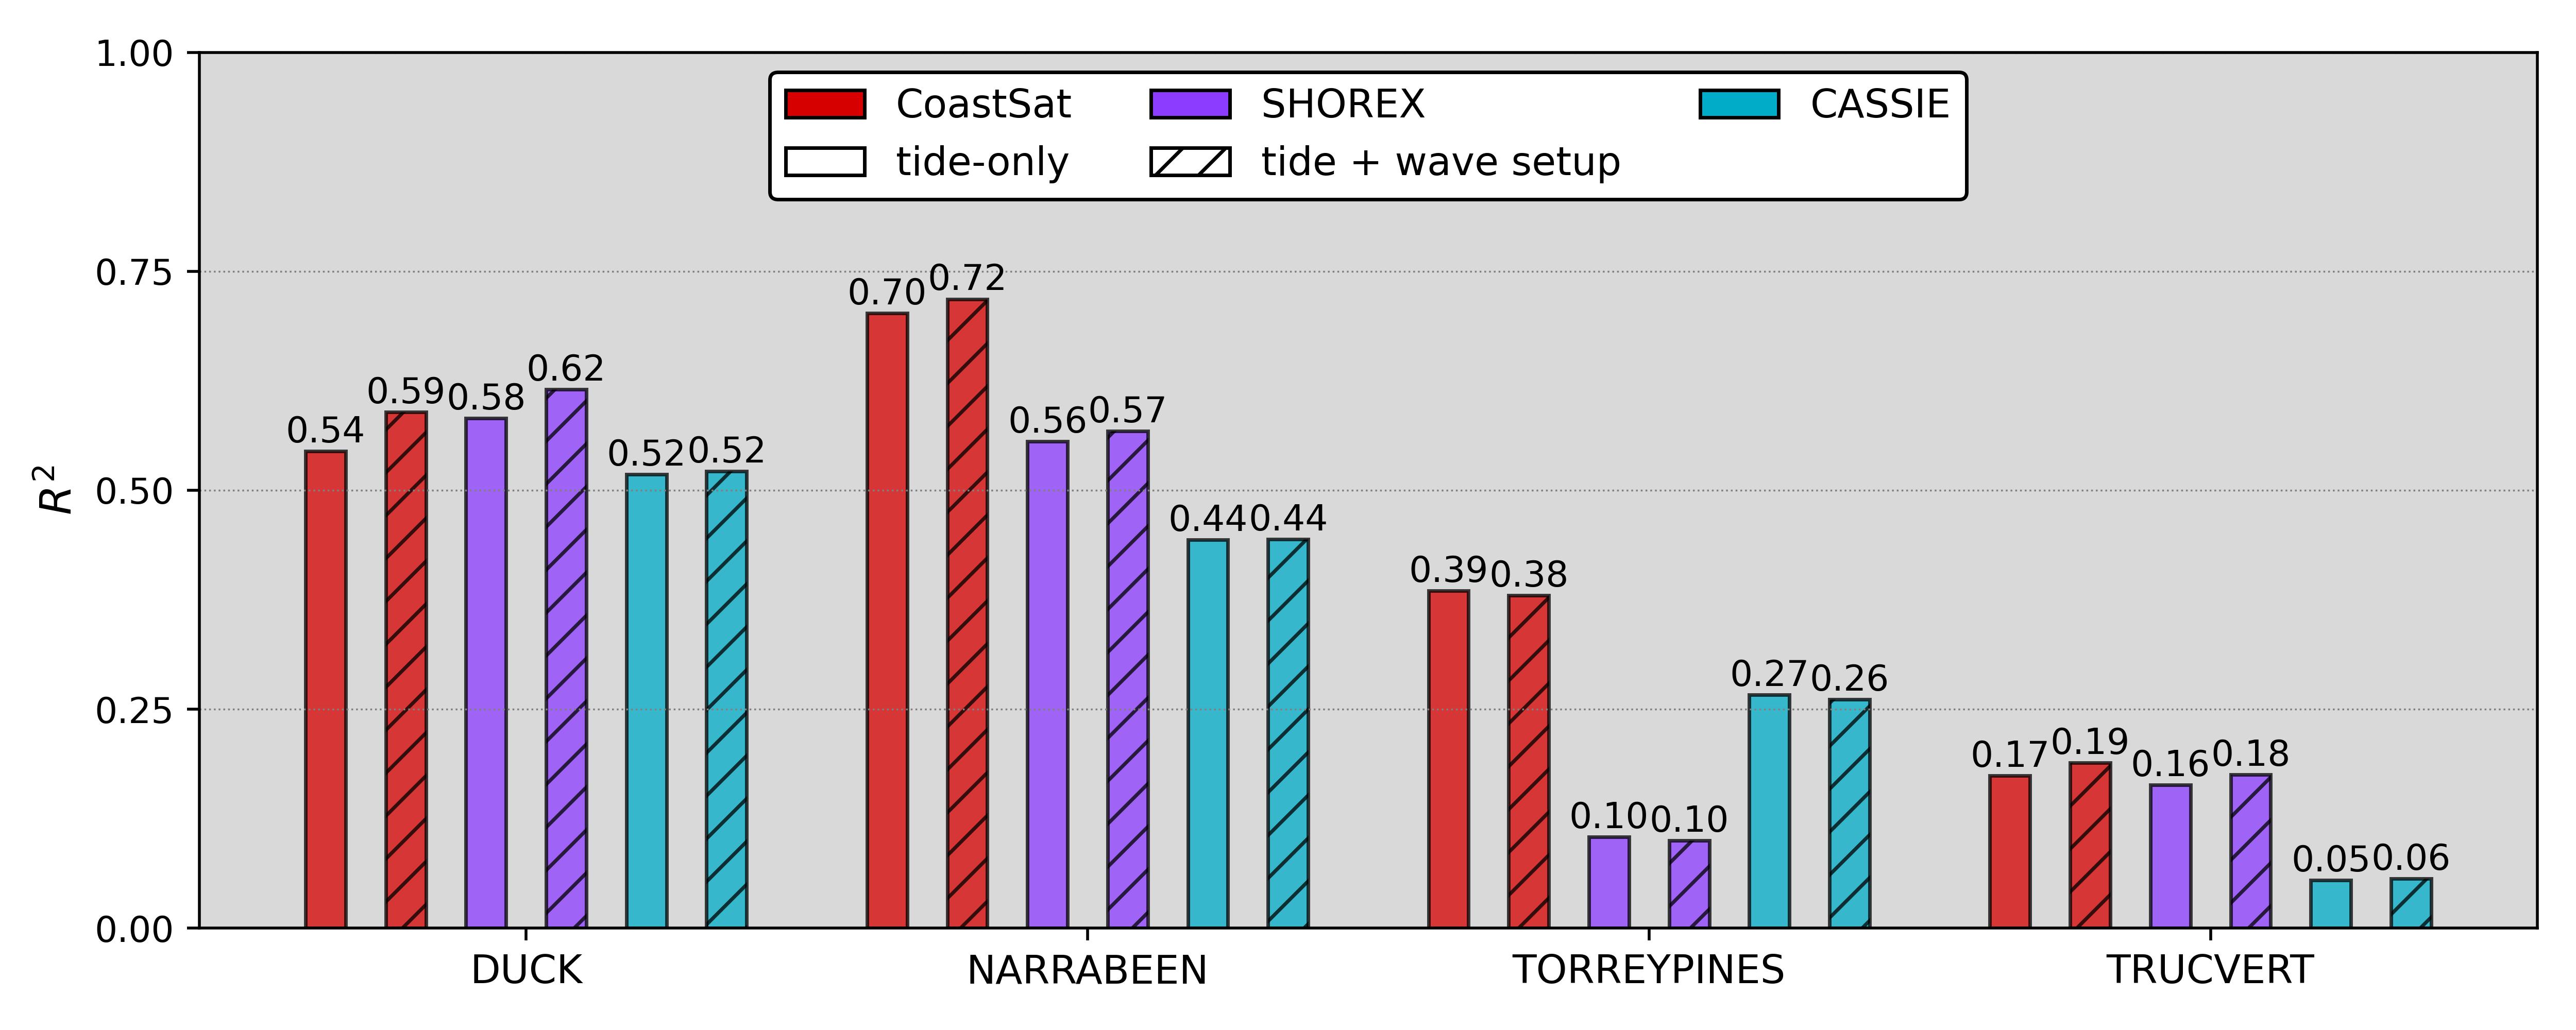 1.00
CoastSat SHOREX CASSIE
tide-only tide + wave setup
0.75
0.50
0.25
0.00
R²
0.54 0.59 0.58 0.62 0.52 0.52
0.70 0.72 0.56 0.57 0.44 0.44
0.39 0.38 0.10 0.10 0.27 0.26
0.17 0.19 0.16 0.18 0.05 0.06
DUCK NARRABEEN TORREYPINES TRUCVERT